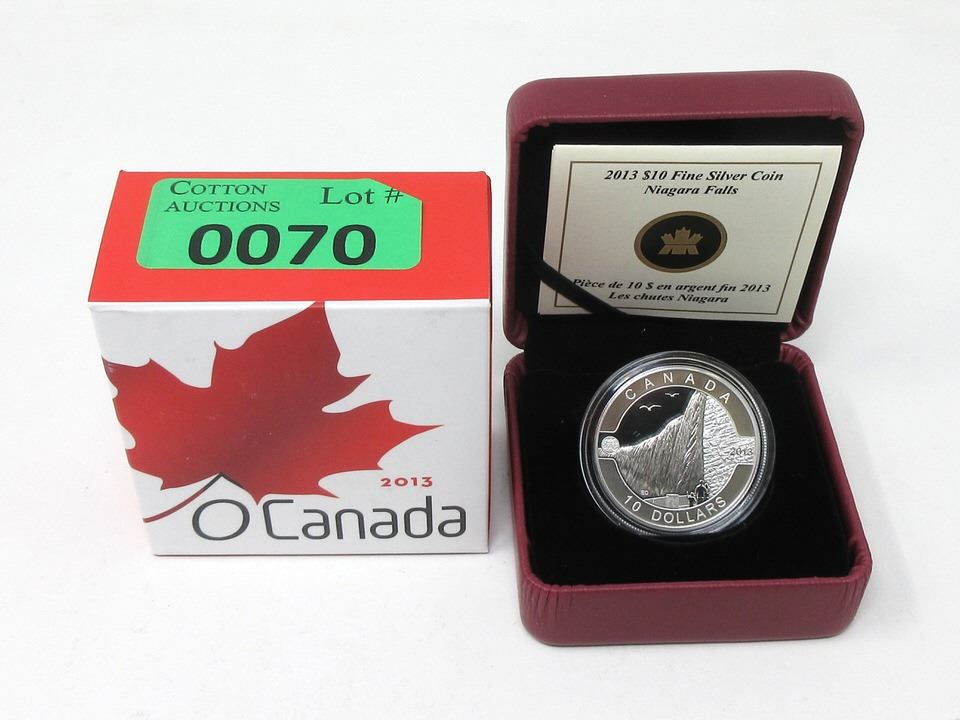 COTTON AUCTIONS
Lot #
0070
2013
O Canada
2013 $10 Fine Silver Coin
Niagara Falls
Pièce de 10 $ en argent fin 2013
Les chutes Niagara
CANADA
2013
10 DOLLARS